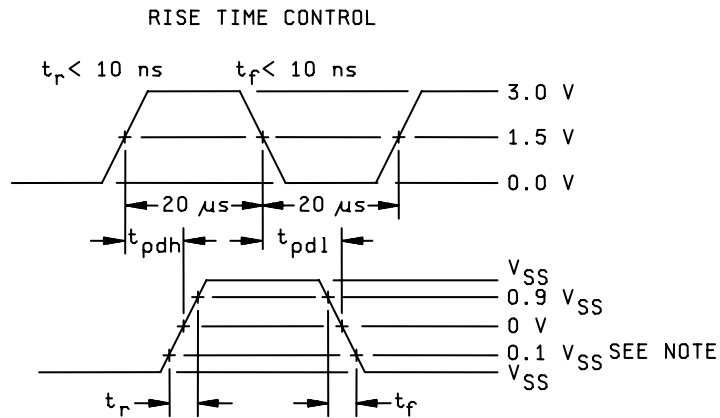 RISE TIME CONTROL
tr< 10 ns
tf< 10 ns
3.0 V
1.5 V
0.0 V
20 µs
20 µs
tpdh
tpdl
VSS
0.9 VSS
0 V
0.1 VSS SEE NOTE
VSS
tr
tf